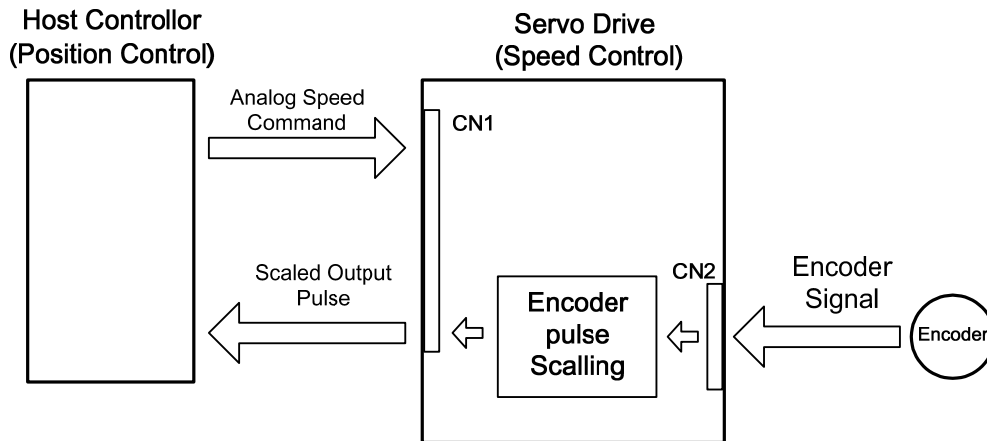 Host Controllor
(Position Control)
Servo Drive
(Speed Control)
Analog Speed
Command
CN1
Scaled Output
Pulse
CN2
Encoder
pulse
Scalling
Encoder
Signal
Encoder